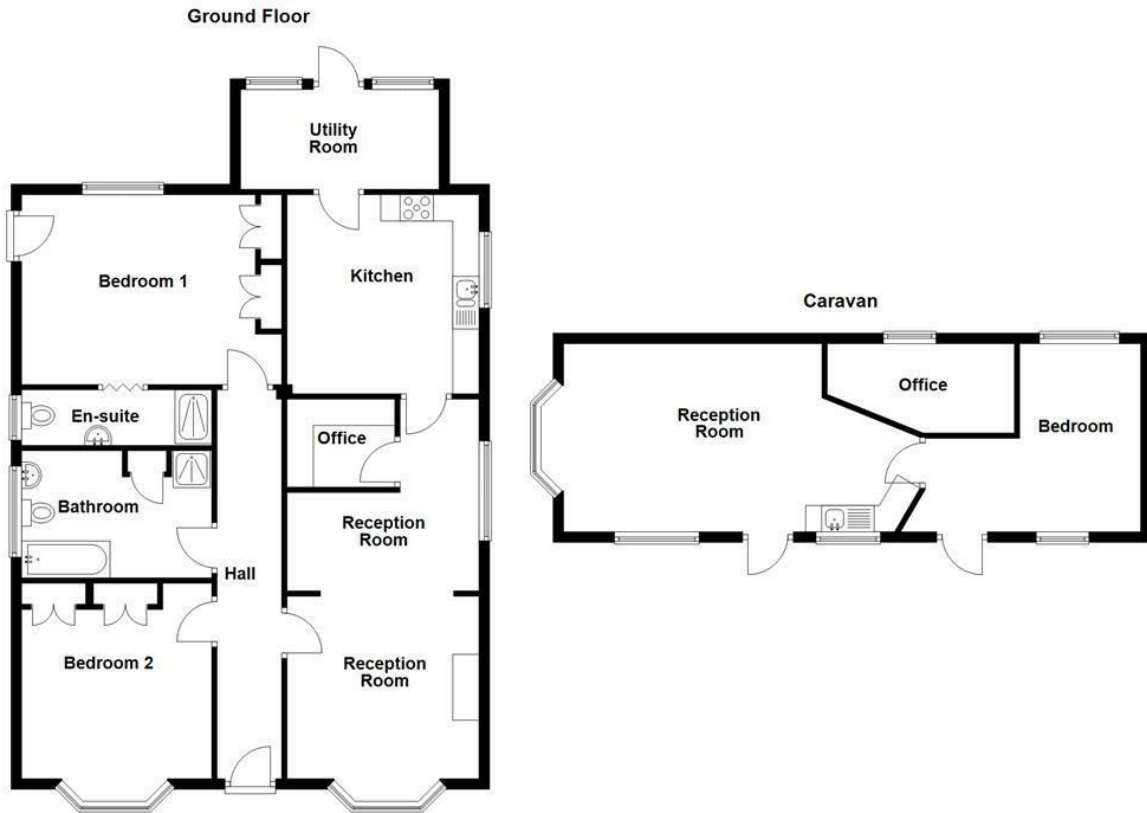 Ground Floor
Utility
Room
Bedroom 1
Kitchen
En-suite
Office
Bathroom
Reception
Room
Hall
Bedroom 2
Reception
Room
Caravan
Reception
Room
Office
Bedroom